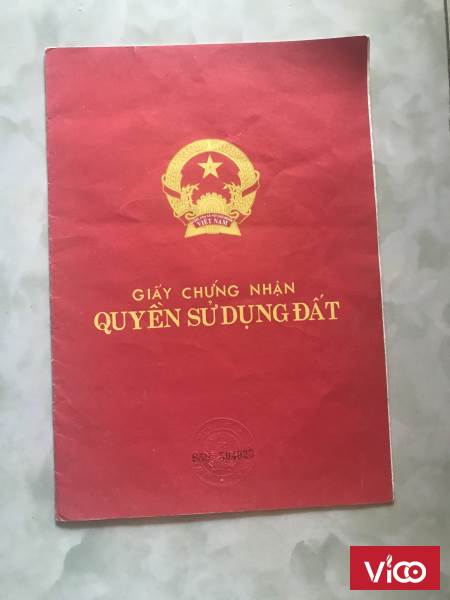 VIỆT NAM
GIẤY CHỨNG NHẬN
QUYỀN SỬ DỤNG ĐẤT
ViCO